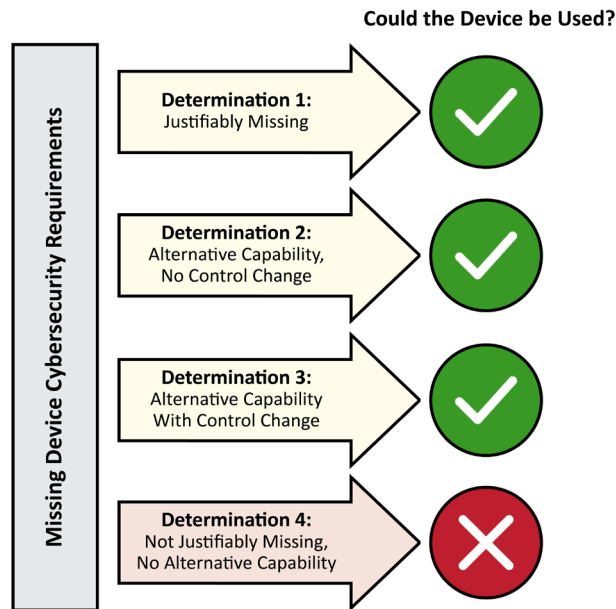 Could the Device be Used?
Missing Device Cybersecurity Requirements
Determination 1:
Justifiably Missing
Determination 2:
Alternative Capability,
No Control Change
Determination 3:
Alternative Capability
With Control Change
Determination 4:
Not Justifiably Missing,
No Alternative Capability